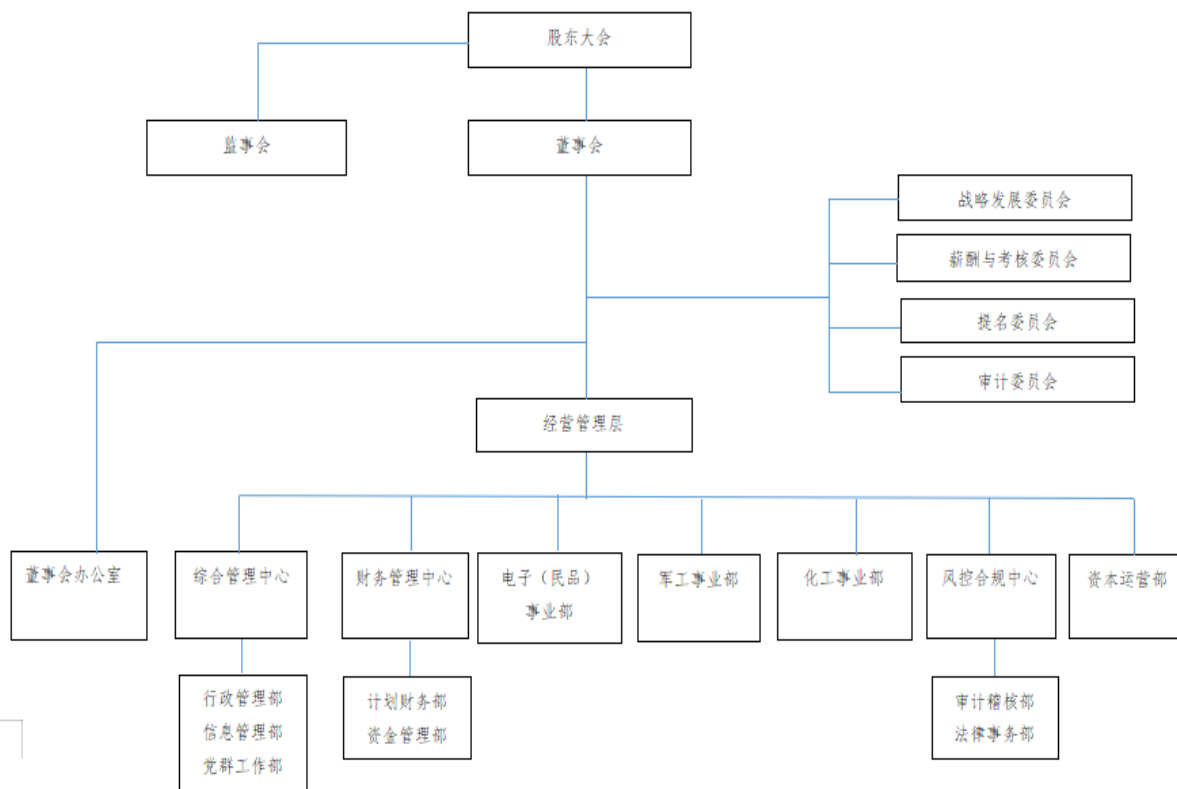 股东大会
监事会
董事会
战略发展委员会
薪酬与考核委员会
提名委员会
审计委员会
经营管理层
董事会办公室
综合管理中心
财务管理中心
电子（民品）
事业部
军工事业部
化工事业部
风控合规中心
资本运营部
行政管理部
信息管理部
党群工作部
计划财务部
资金管理部
审计稽核部
法律事务部